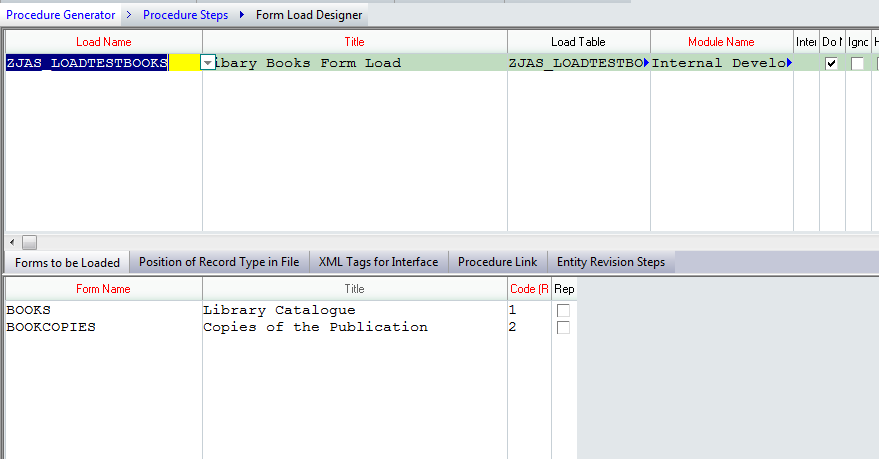 Procedure Generator > Procedure Steps Form Load Designer
Load Name Title Load Table Module Name Inter Do N Igno H
ZJAS_LOADTESTBOOKS ibary Books Form Load ZJAS_LOADTESTBO Internal Develo
Forms to be Loaded Position of Record Type in File XML Tags for Interface Procedure Link Entity Revision Steps
Form Name Title Code (R Rep
BOOKS Library Catalogue 1
BOOKCOPIES Copies of the Publication 2